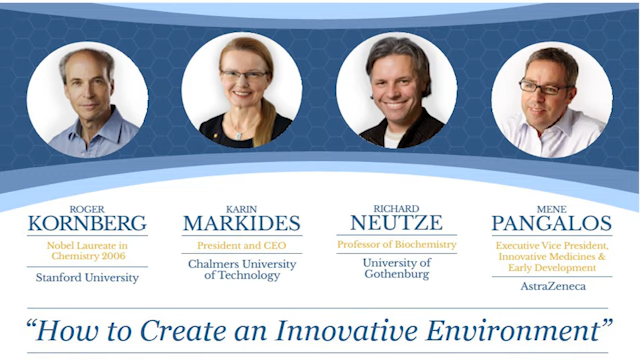 ROGER
KORNBERG
Nobel Laureate in
Chemistry 2006
Stanford University
KARIN
MARKIDES
President and CEO
Chalmers University
of Technology
RICHARD
NEUTZE
Professor of Biochemistry
University of
Gothenburg
MENE
PANGALOS
Executive Vice President,
Innovative Medicines &
Early Development
AstraZeneca
“How to Create an Innovative Environment”